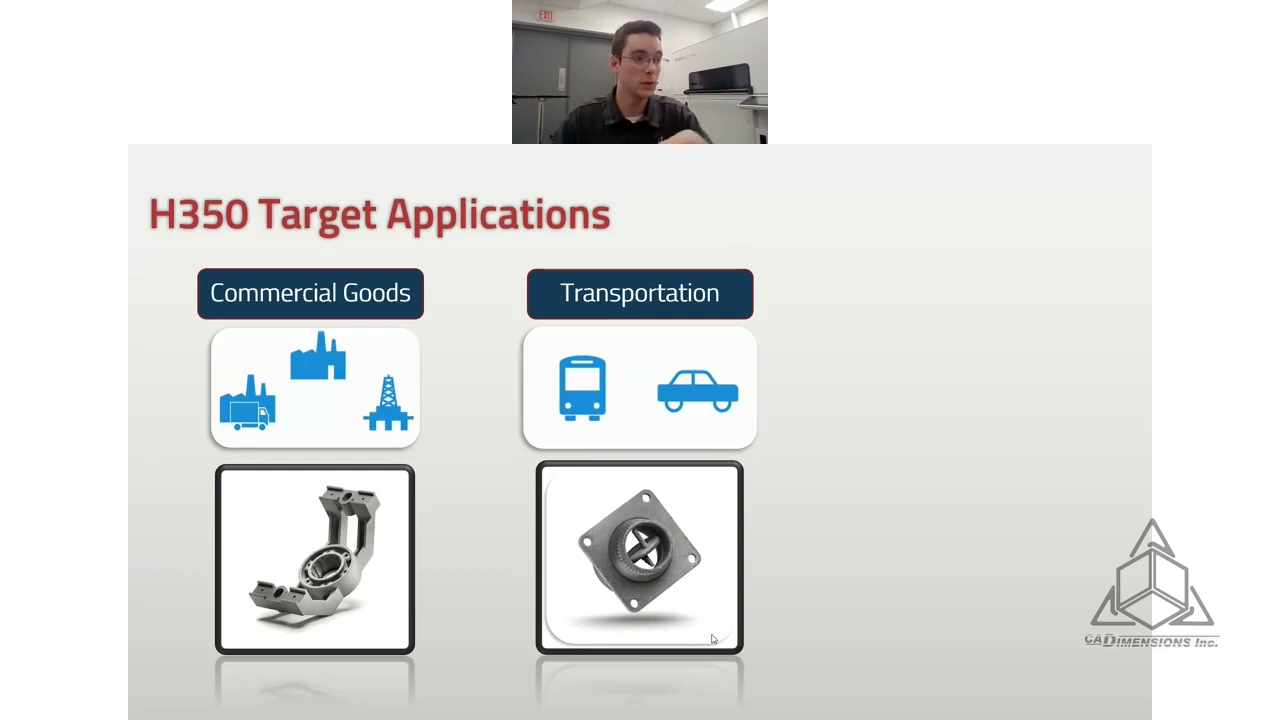 EXIT
H350 Target Applications
Commercial Goods
Transportation
CADIMENSIONS Inc.